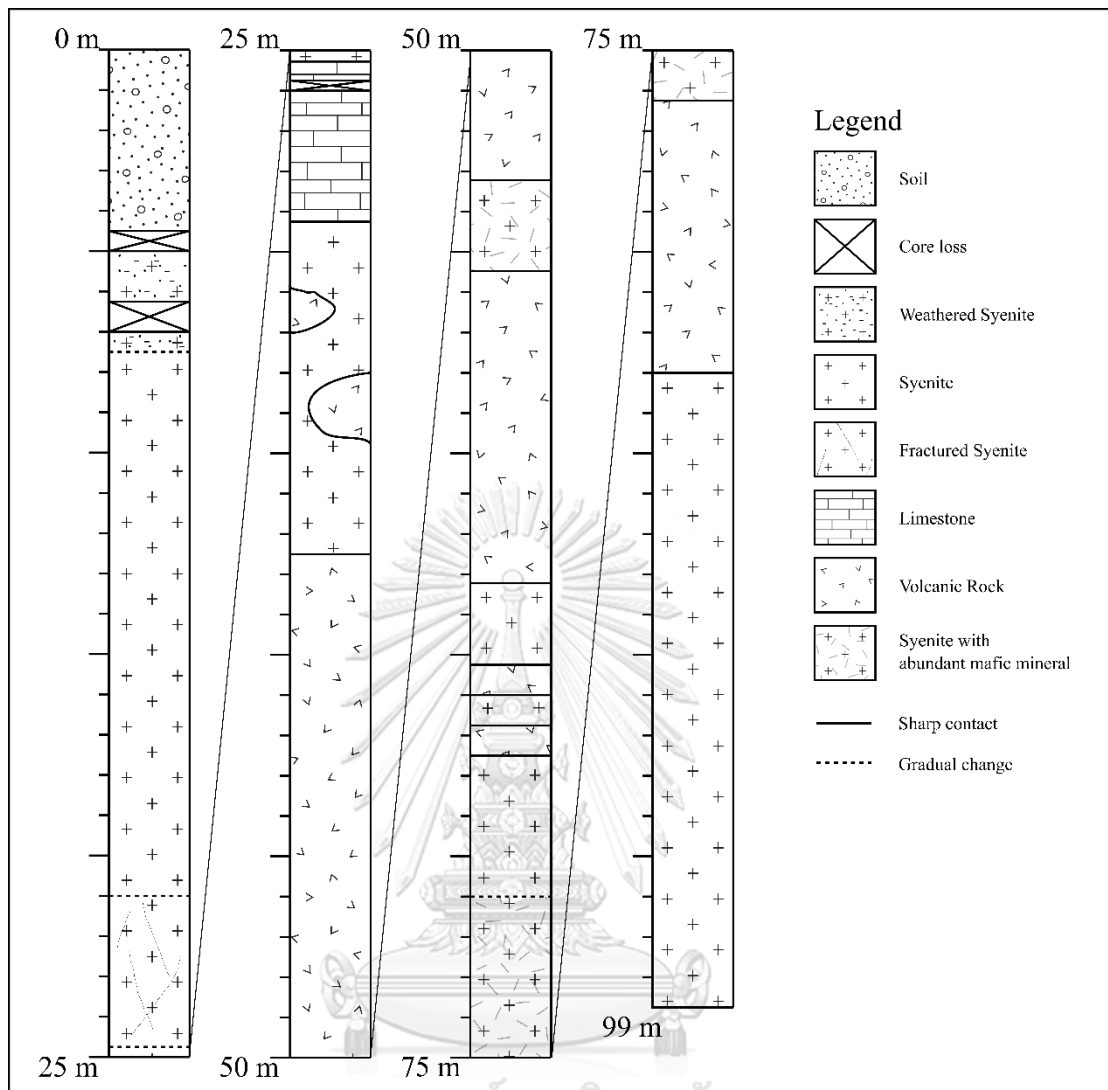 0 m
25 m
50 m
75 m
25 m
50 m
75 m
99 m
Legend
Soil
Core loss
Weathered Syenite
Syenite
Fractured Syenite
Limestone
Volcanic Rock
Syenite with
abundant mafic mineral
Sharp contact
Gradual change